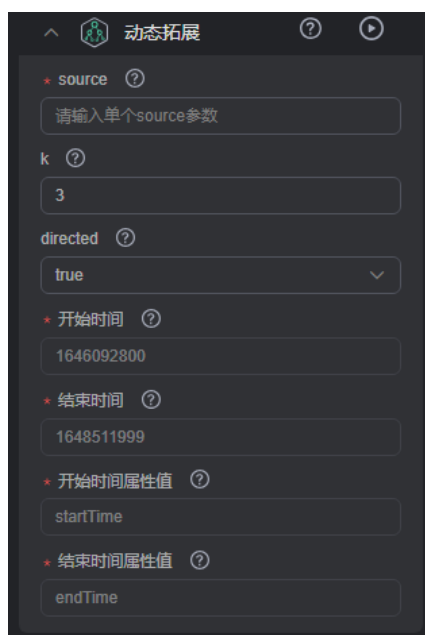 动态拓展
* source
请输入单个source参数
k
3
directed
true
* 开始时间
1646092800
* 结束时间
1648511999
* 开始时间属性值
startTime
* 结束时间属性值
endTime